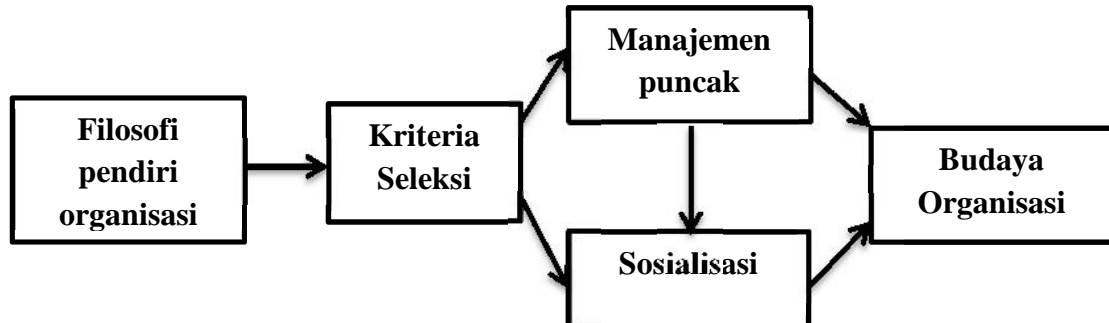 Filosofi
pendiri
organisasi
Kriteria
Seleksi
Manajemen
puncak
Sosialisasi
Budaya
Organisasi